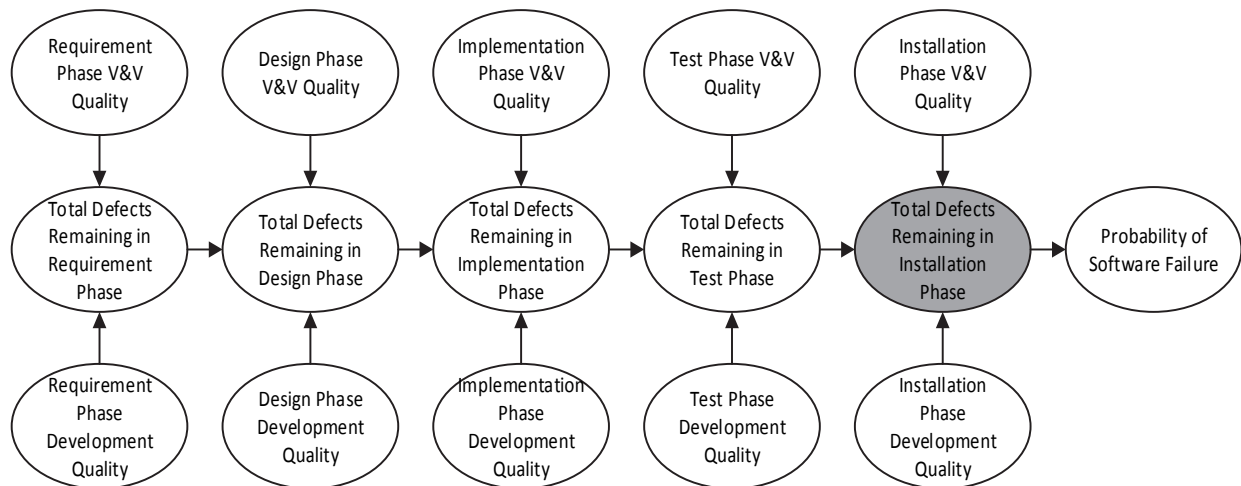 Requirement
Phase V&V
Quality
Design Phase
V&V Quality
Implementation
Phase V&V
Quality
Test Phase V&V
Quality
Installation
Phase V&V
Quality
Total Defects
Remaining in
Requirement
Phase
Total Defects
Remaining in
Design Phase
Total Defects
Remaining in
Implementation
Phase
Total Defects
Remaining in
Test Phase
Total Defects
Remaining in
Installation
Phase
Probability of
Software Failure
Requirement
Phase
Development
Quality
Design Phase
Development
Quality
Implementation
Phase
Development
Quality
Test Phase
Development
Quality
Installation
Phase
Development
Quality